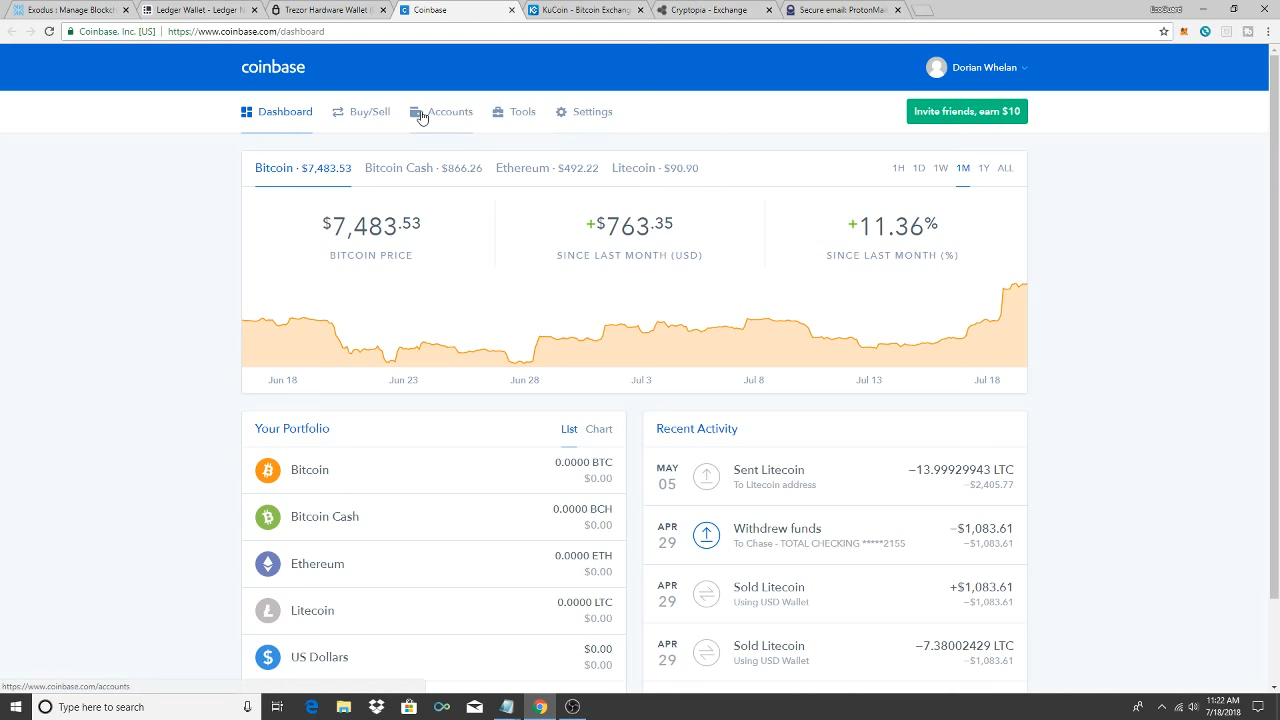 Exodus : Manage Blockch
Ledger Wallet - Ledger N
Trezor Hardware Wallet (
Coinbase
KuCoin - Bitcoin Exchang
Cryptopia - Exchange
Secure email ProtonMai
Coinbase, Inc. [US] | https://www.coinbase.com/dashboard
coinbase
Dorian Whelan
Dashboard
Buy/Sell
Accounts
Tools
Settings
Invite friends, earn $10
Bitcoin · $7,483.53
Bitcoin Cash · $866.26
Ethereum · $492.22
Litecoin · $90.90
1H 1D 1W 1M 1Y ALL
$7,483.53
BITCOIN PRICE
+$763.35
SINCE LAST MONTH (USD)
+11.36%
SINCE LAST MONTH (%)
Jun 18 Jun 23 Jun 28 Jul 3 Jul 8 Jul 13 Jul 18
Your Portfolio
List Chart
Bitcoin
0.0000 BTC
$0.00
Bitcoin Cash
0.0000 BCH
$0.00
Ethereum
0.0000 ETH
$0.00
Litecoin
0.0000 LTC
$0.00
US Dollars
$0.00
$0.00
Recent Activity
MAY
05
Sent Litecoin
To Litecoin address
−13.99929943 LTC
−$2,405.77
APR
29
Withdrew funds
To Chase - TOTAL CHECKING *****2155
−$1,083.61
−$1,083.61
APR
29
Sold Litecoin
Using USD Wallet
+$1,083.61
−$1,083.61
APR
29
Sold Litecoin
Using USD Wallet
−7.38002429 LTC
−$1,083.61
https://www.coinbase.com/accounts
Type here to search
11:22 AM
7/18/2018